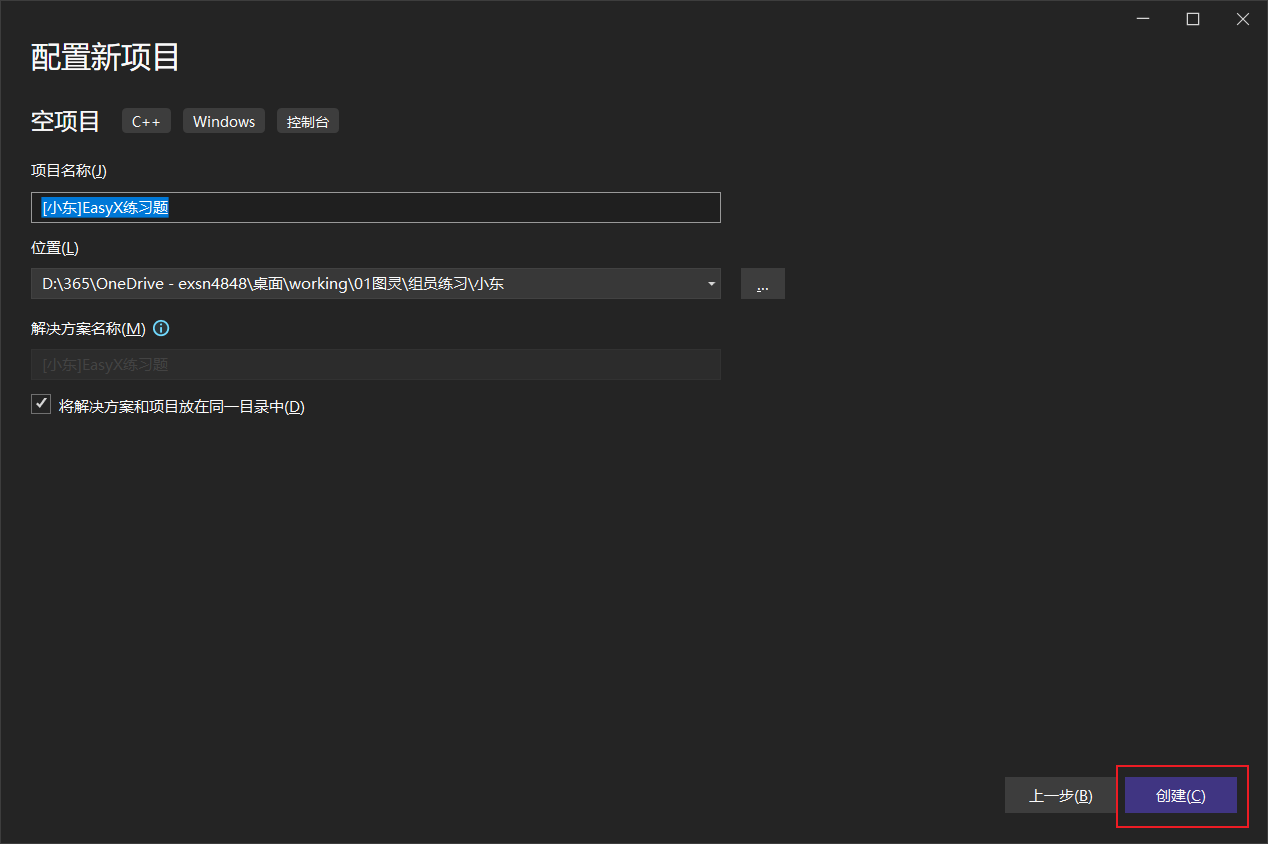 配置新项目
空项目 C++ Windows 控制台
项目名称(J)
[小东]EasyX练习题
位置(L)
D:\365\OneDrive - exsn4848\桌面\working\01图灵\组员练习\小东 ...
解决方案名称(M)
[小东]EasyX练习题
将解决方案和项目放在同一目录中(D)
上一步(B) 创建(C)